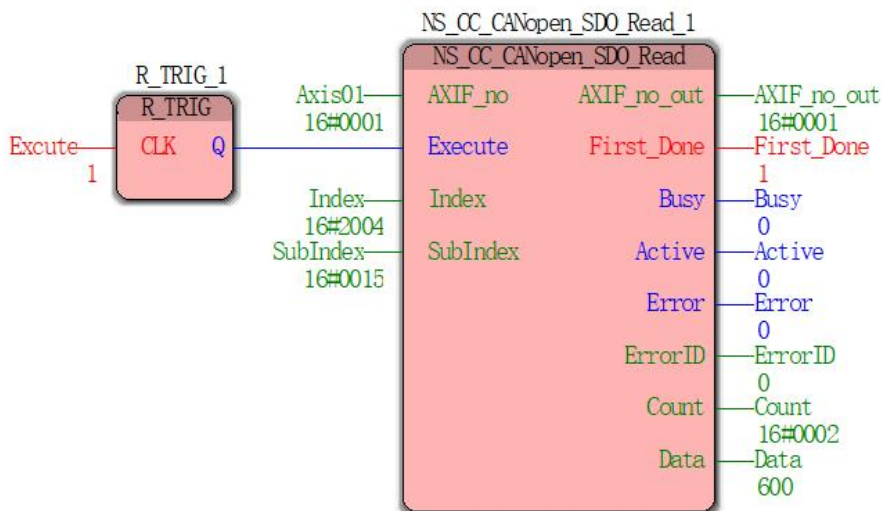 NS_CC_CANopen_SDO_Read_1
NS_CC_CANopen_SDO_Read
R_TRIG_1
R_TRIG
Excute CLK Q
1
Axis01 AXIF_no AXIF_no_out AXIF_no_out
16#0001 16#0001
Execute First_Done First_Done
1
Index Index Busy Busy
16#2004 0
SubIndex SubIndex Active Active
16#0015 0
Error Error
0
ErrorID ErrorID
0
Count Count
16#0002
Data Data
600